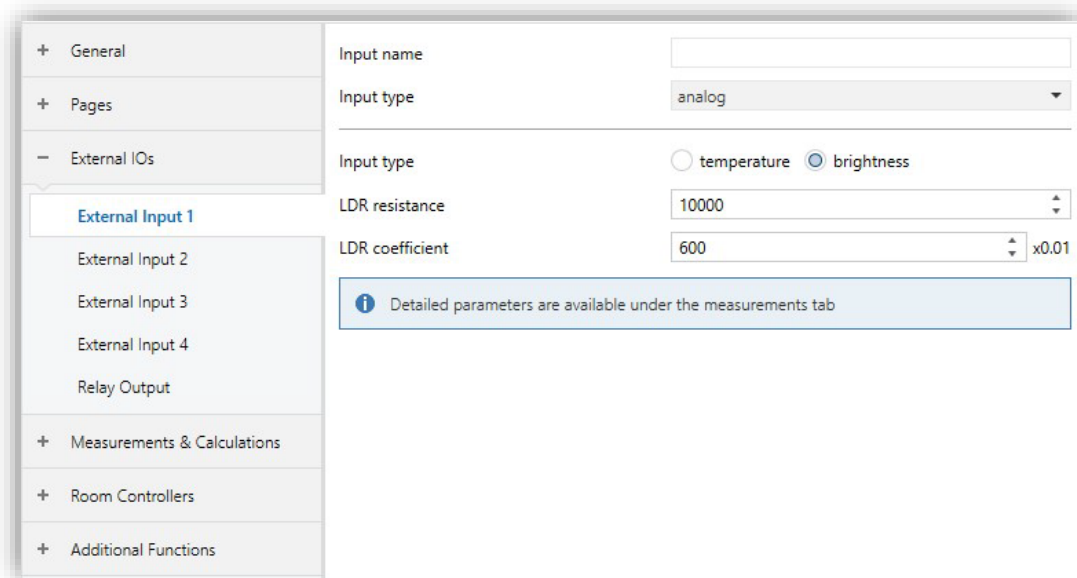 + General
+ Pages
− External IOs
External Input 1
External Input 2
External Input 3
External Input 4
Relay Output
+ Measurements & Calculations
+ Room Controllers
+ Additional Functions
Input name
Input type analog
Input type temperature brightness
LDR resistance 10000
LDR coefficient 600 x0.01
Detailed parameters are available under the measurements tab